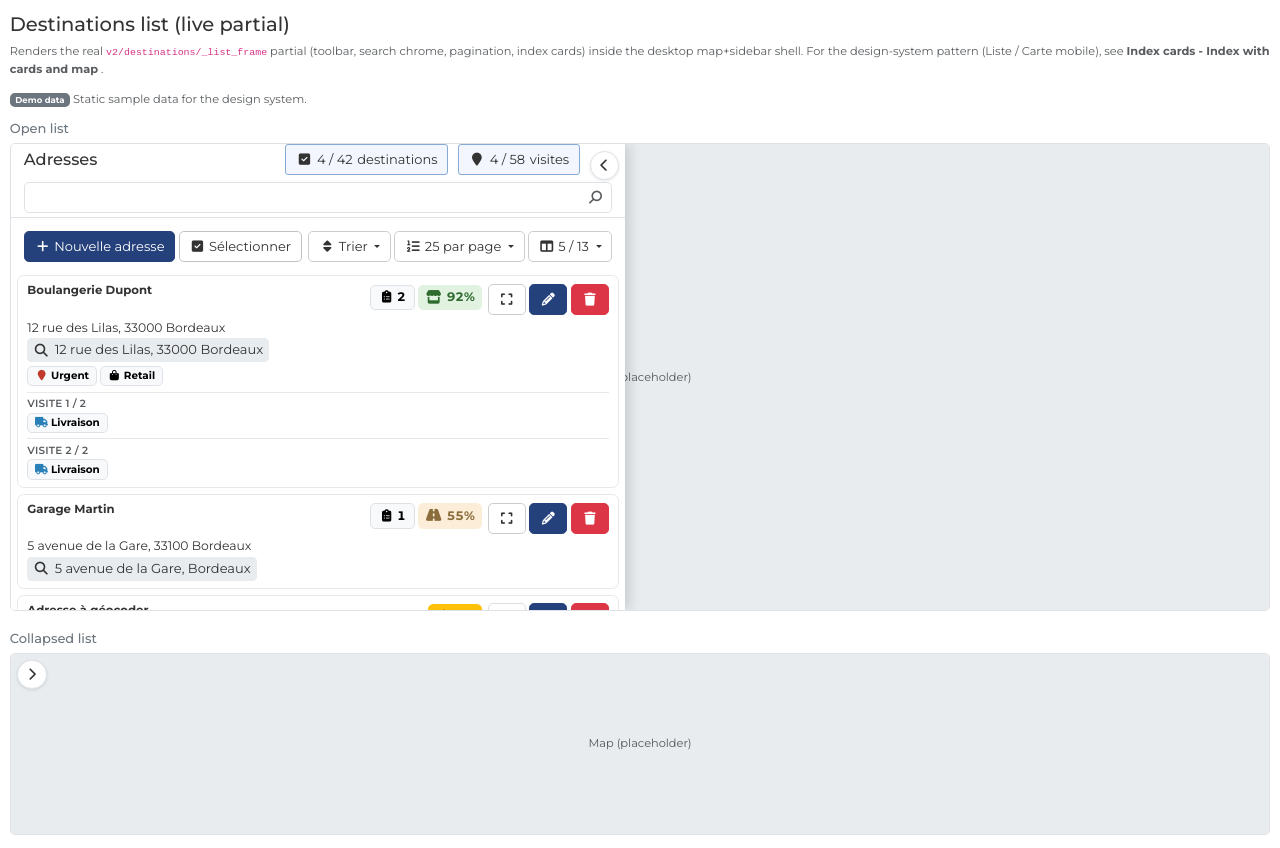 Destinations list (live partial)
Renders the real v2/destinations/_list_frame partial (toolbar, search chrome, pagination, index cards) inside the desktop map+sidebar shell. For the design-system pattern (Liste / Carte mobile), see Index cards - Index with
cards and map .
Demo data Static sample data for the design system.
Open list
Adresses
4 / 42 destinations
4 / 58 visites
Nouvelle adresse
Sélectionner
Trier
25 par page
5 / 13
Boulangerie Dupont
2
92%
12 rue des Lilas, 33000 Bordeaux
12 rue des Lilas, 33000 Bordeaux
Urgent
Retail
VISITE 1 / 2
Livraison
VISITE 2 / 2
Livraison
Garage Martin
1
55%
5 avenue de la Gare, 33100 Bordeaux
5 avenue de la Gare, Bordeaux
Adresse à géocoder
placeholder)
Collapsed list
Map (placeholder)